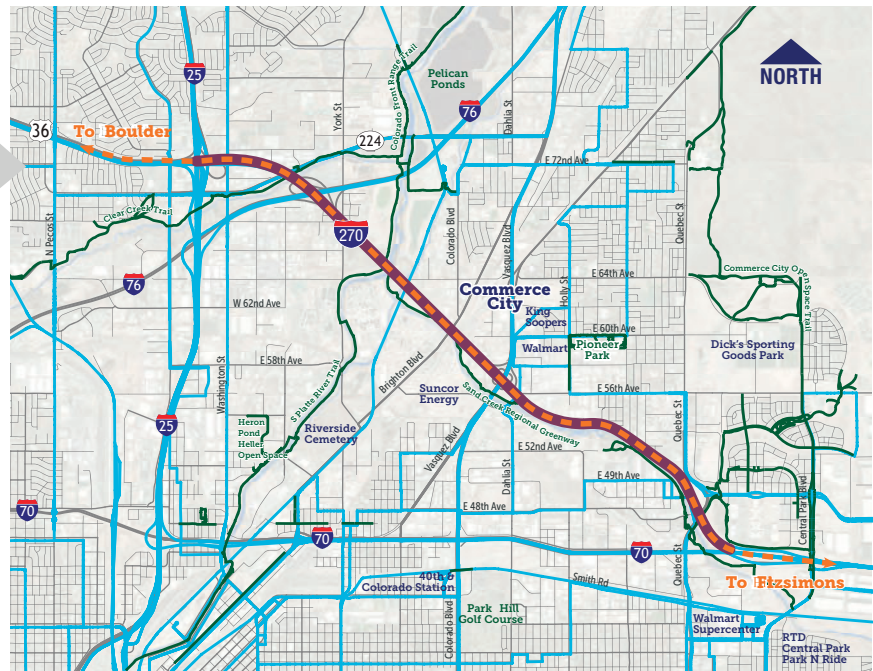 25
Pelican
Ponds
Colorado Front Range Trail
NORTH
York St
76
Dahlia St
36
To Boulder
224
E 72nd Ave
N Pecos St
Clear Creek Trail
270
Colorado Blvd
Vasquez Blvd
Quebec St
76
E 64th Ave
Commerce City Open Space Trail
Holly St
Commerce
City
W 62nd Ave
King
Soopers
E 60th Ave
Walmart
Pioneer
Park
Dick's Sporting
Goods Park
E 58th Ave
Washington St
Brighton Blvd
S Platte River Trail
Suncor
Energy
E 56th Ave
Sand Creek Regional Greenway
25
Heron
Pond
Heller
Open Space
Riverside
Cemetery
Quebec St
Vasquez Blvd
E 52nd Ave
Dahlia St
E 49th Ave
Central Park Blvd
70
E 48th Ave
70
70
Quebec St
40th &
Colorado Station
Smith Rd
To Ftzsimons
Colorado Blvd
Park Hill
Golf Course
Walmart
Supercenter
RTD
Central Park
Park N Ride